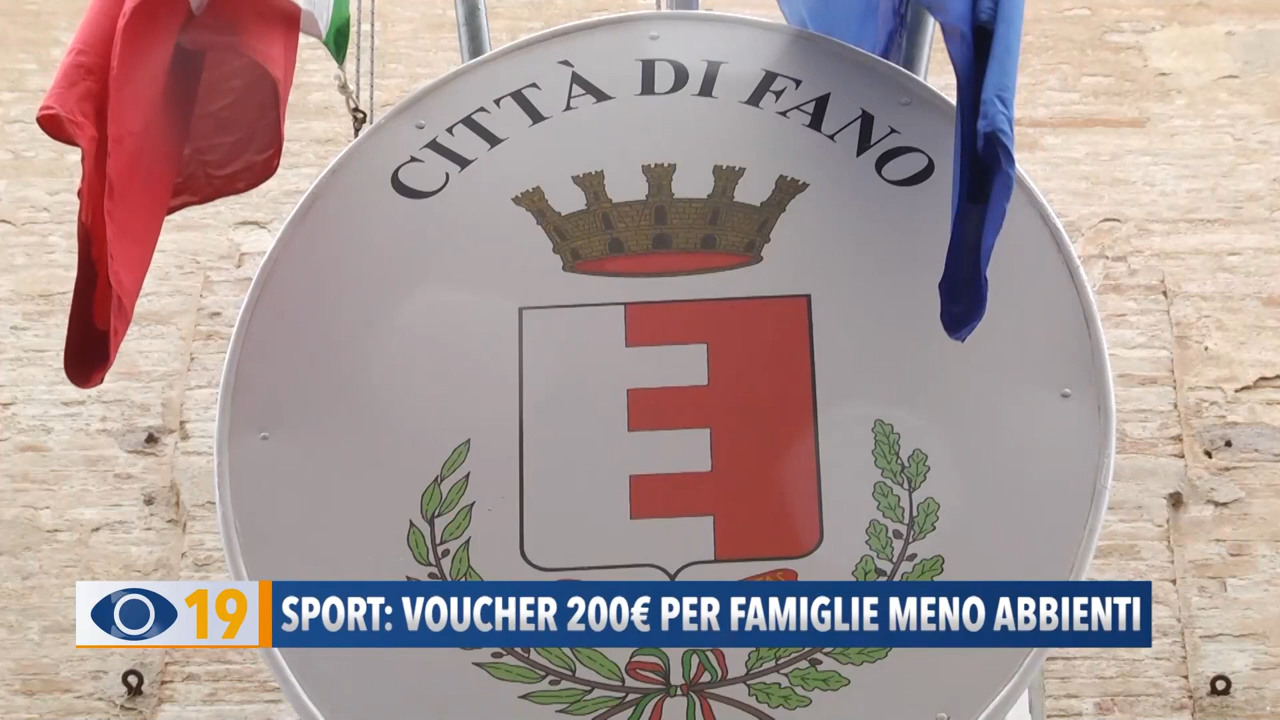 CITTÀ DI FANO
19 SPORT: VOUCHER 200€ PER FAMIGLIE MENO ABBIENTI